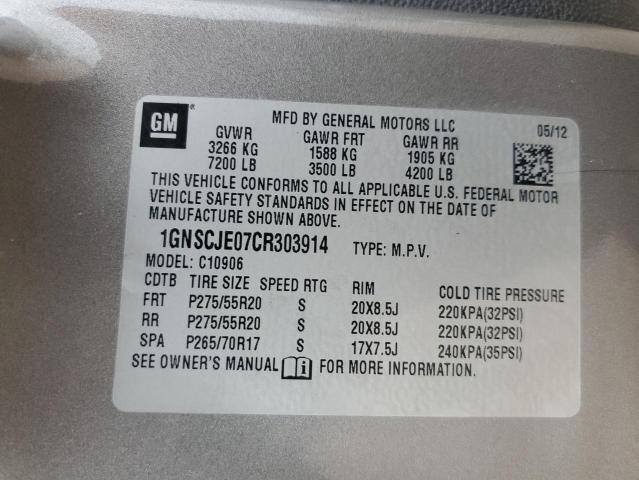 GM ®
MFD BY GENERAL MOTORS LLC 05/12
GVWR GAWR FRT GAWR RR
3266 KG 1588 KG 1905 KG
7200 LB 3500 LB 4200 LB
THIS VEHICLE CONFORMS TO ALL APPLICABLE U.S. FEDERAL MOTOR
VEHICLE SAFETY STANDARDS IN EFFECT ON THE DATE OF
MANUFACTURE SHOWN ABOVE.
1GNSCJE07CR303914 TYPE: M.P.V.
MODEL: C10906
CDTB TIRE SIZE SPEED RTG RIM COLD TIRE PRESSURE
FRT P275/55R20 S 20X8.5J 220KPA(32PSI)
RR P275/55R20 S 20X8.5J 220KPA(32PSI)
SPA P265/70R17 S 17X7.5J 240KPA(35PSI)
SEE OWNER'S MANUAL i FOR MORE INFORMATION.